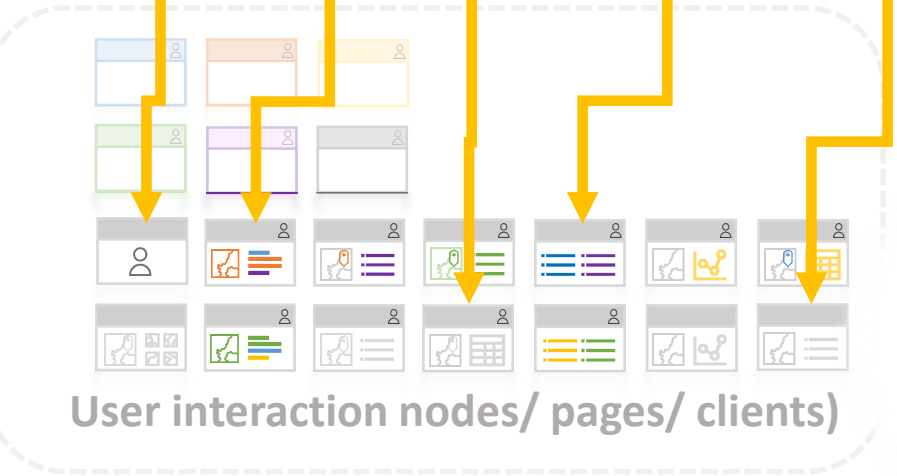 User interaction nodes/ pages/ clients)